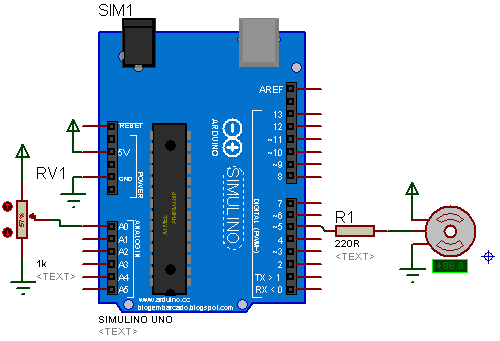 SIM1
AREF
13
12
11
~10
~9
8
RESET
5V
GND
POWER
RV1
ARDUINO
SIMULINO
DIGITAL (PWM~)
ANALOG IN
ATMEL
57%
1k
<TEXT>
A0
A1
A2
A3
A4
A5
7
~6
~5
4
~3
2
TX > 1
RX < 0
R1
220R
<TEXT>
www.arduino.cc
blogembarcado.blogspot.com
SIMULINO UNO
<TEXT>